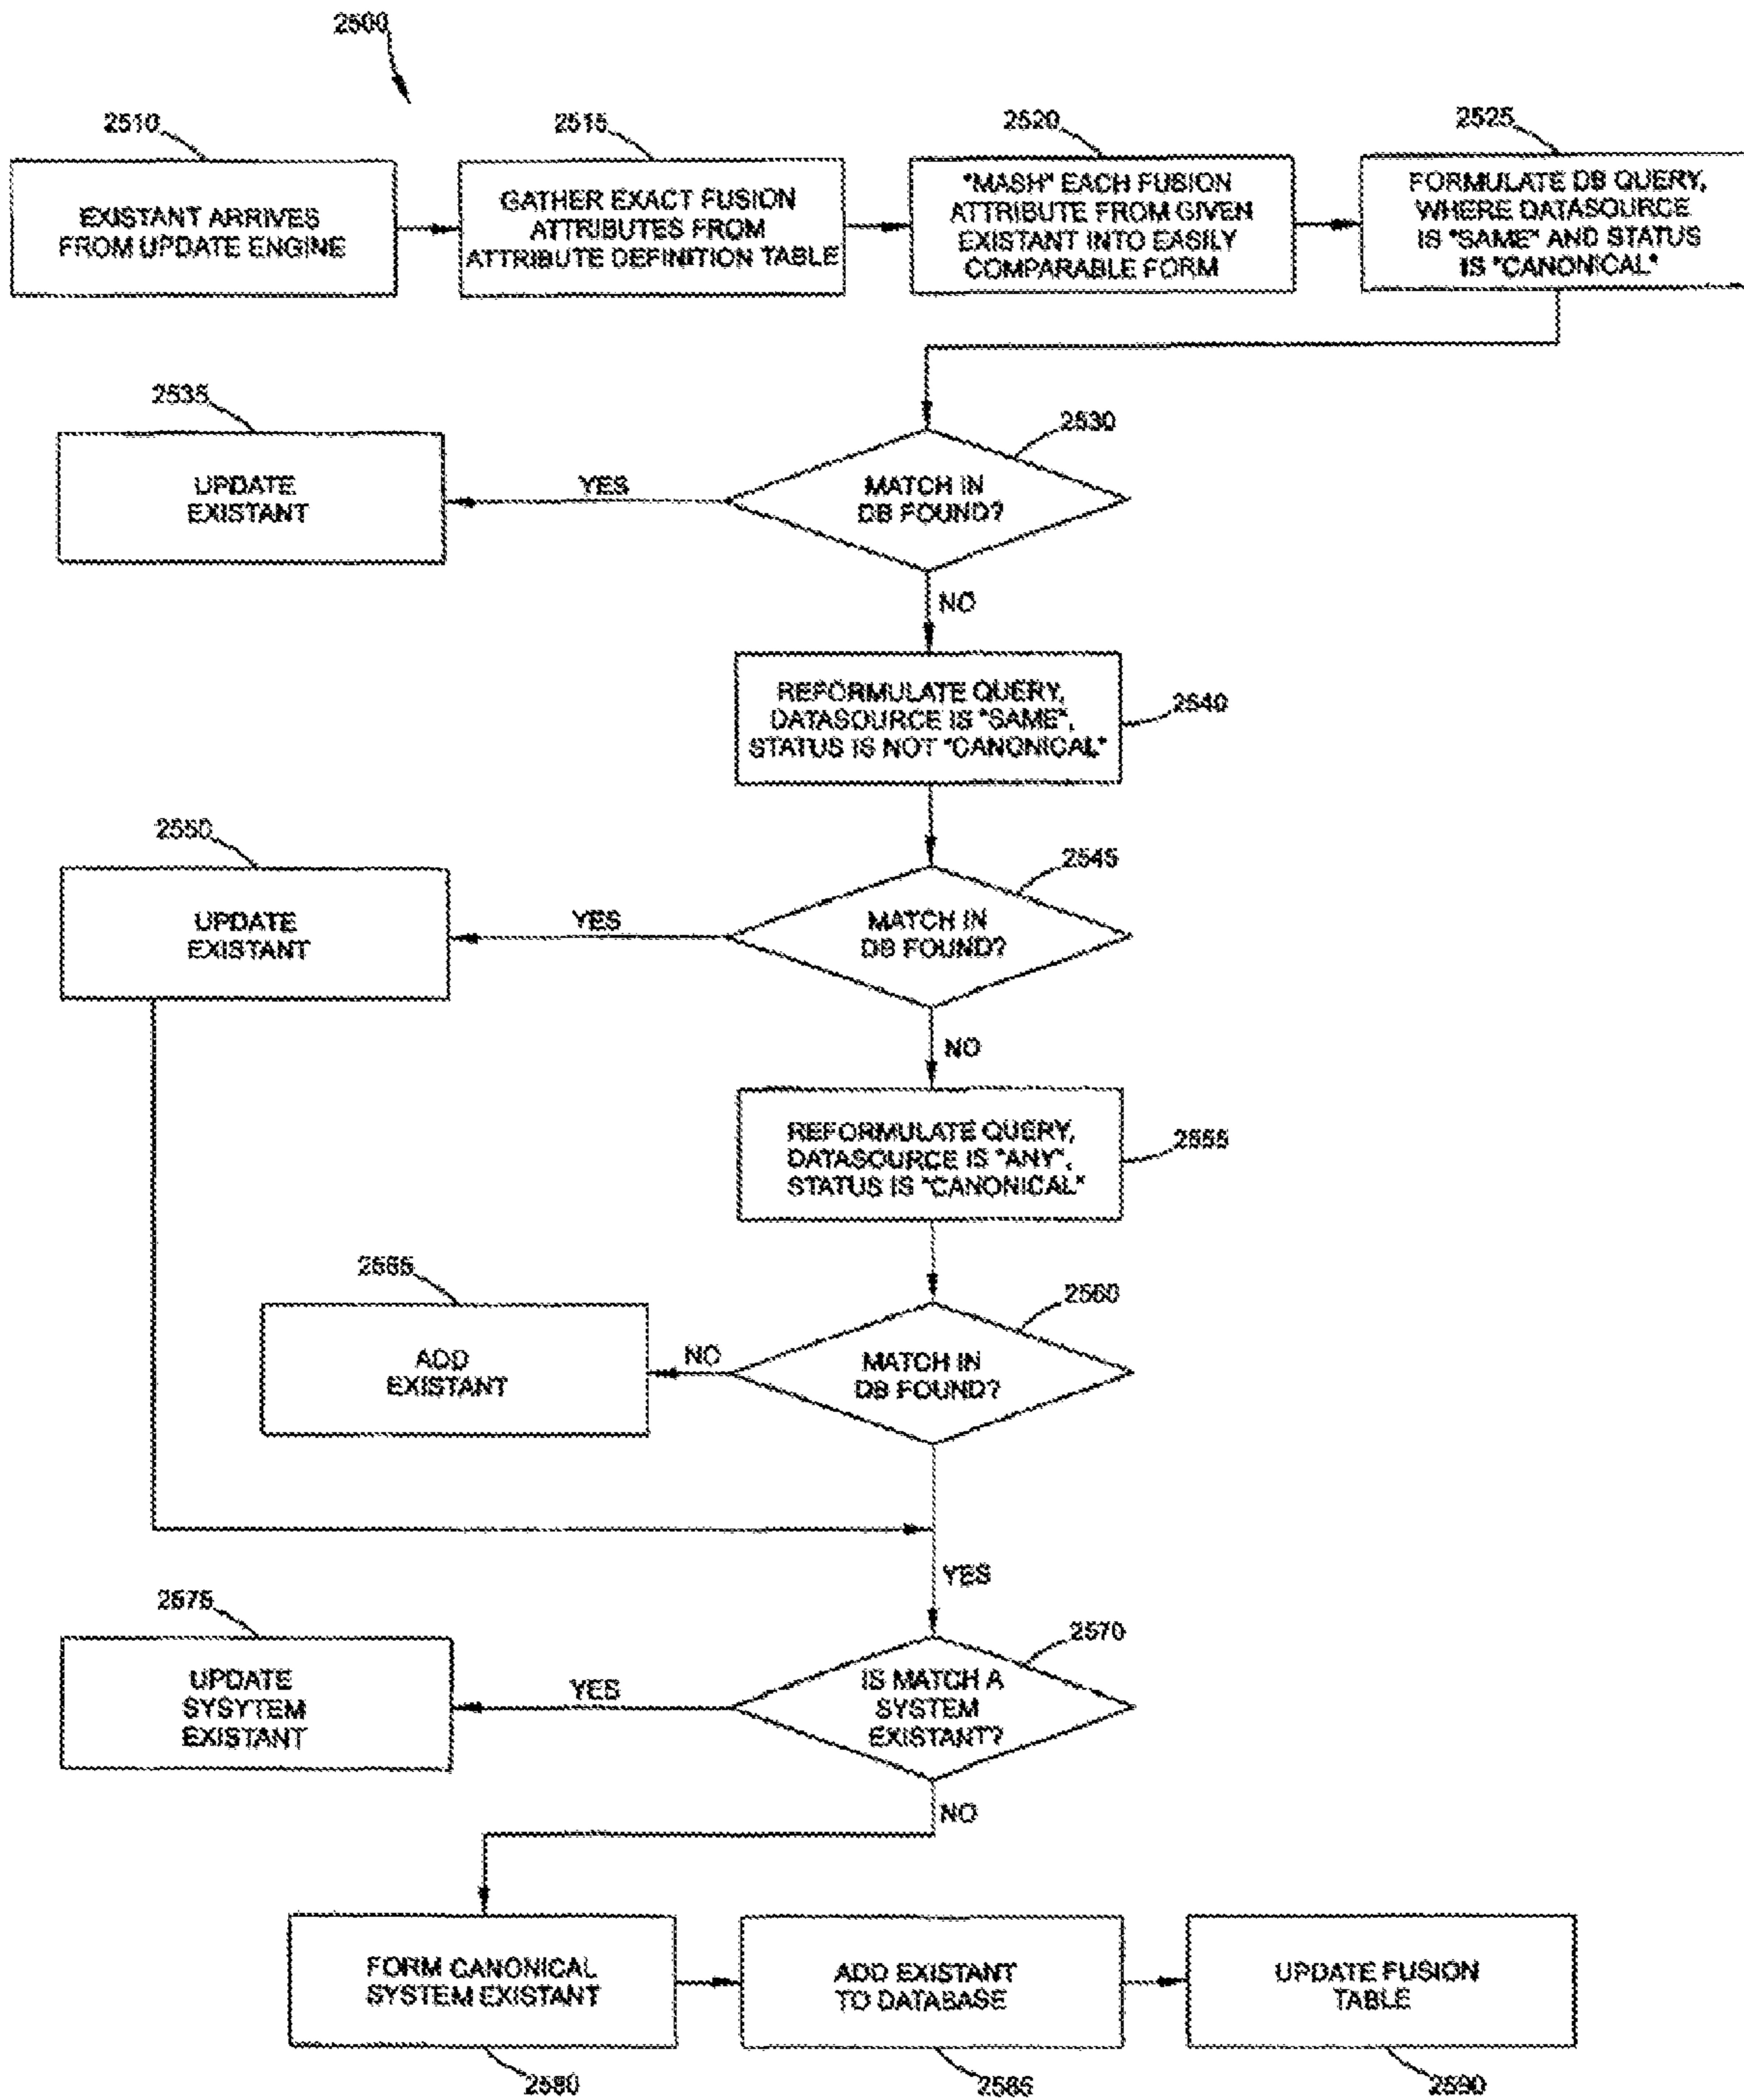 2500
2510
2515
2520
2525
EXISTANT ARRIVES
FROM UPDATE ENGINE
GATHER EXACT FUSION
ATTRIBUTES FROM
ATTRIBUTE DEFINITION TABLE
"MASH" EACH FUSION
ATTRIBUTE FROM GIVEN
EXISTANT INTO EASILY
COMPARABLE FORM
FORMULATE DB QUERY,
WHERE DATASOURCE
IS "SAME" AND STATUS
IS "CANONICAL"
2535
2530
UPDATE
EXISTANT
YES
MATCH IN
DB FOUND?
NO
REFORMULATE QUERY,
DATASOURCE IS "SAME",
STATUS IS NOT "CANONICAL"
2540
2550
2545
UPDATE
EXISTANT
YES
MATCH IN
DB FOUND?
NO
REFORMULATE QUERY,
DATASOURCE IS "ANY",
STATUS IS "CANONICAL"
2555
2565
2560
ADD
EXISTANT
NO
MATCH IN
DB FOUND?
YES
2575
2570
UPDATE
SYSYTEM
EXISTANT
YES
IS MATCH A
SYSTEM
EXISTANT?
NO
FORM CANONICAL
SYSTEM EXISTANT
ADD EXISTANT
TO DATABASE
UPDATE FUSION
TABLE
2580
2585
2590